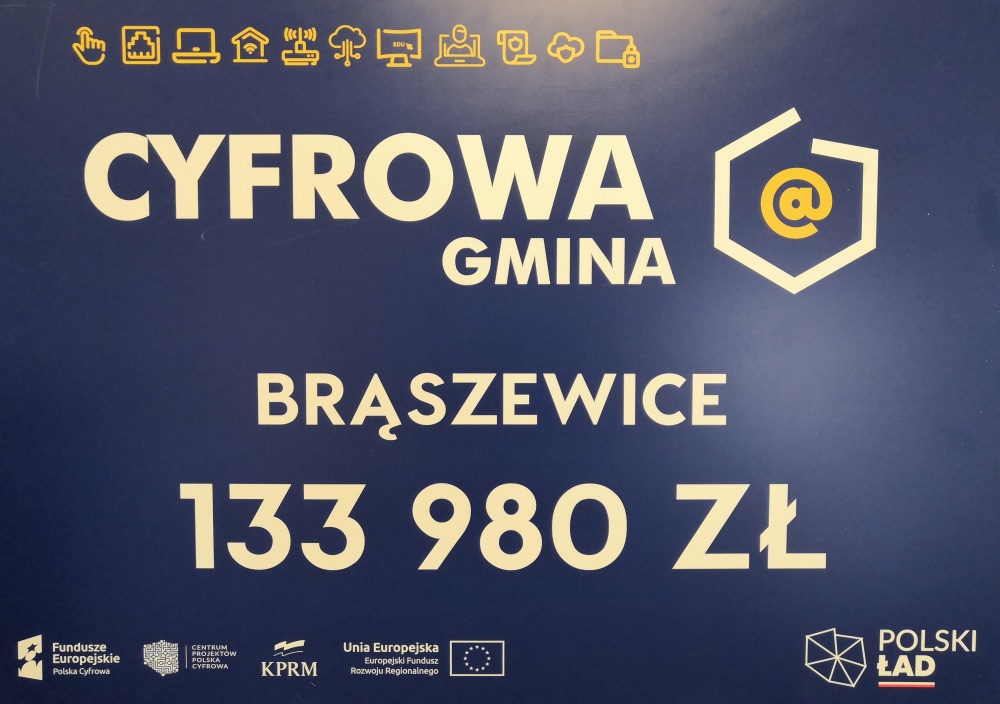 EDU
CYFROWA
GMINA
@
BRĄSZEWICE
133 980 ZŁ
Fundusze
Europejskie
Polska Cyfrowa
CENTRUM
PROJEKTÓW
POLSKA
CYFROWA
KPRM
Unia Europejska
Europejski Fundusz
Rozwoju Regionalnego
POLSKI
ŁAD